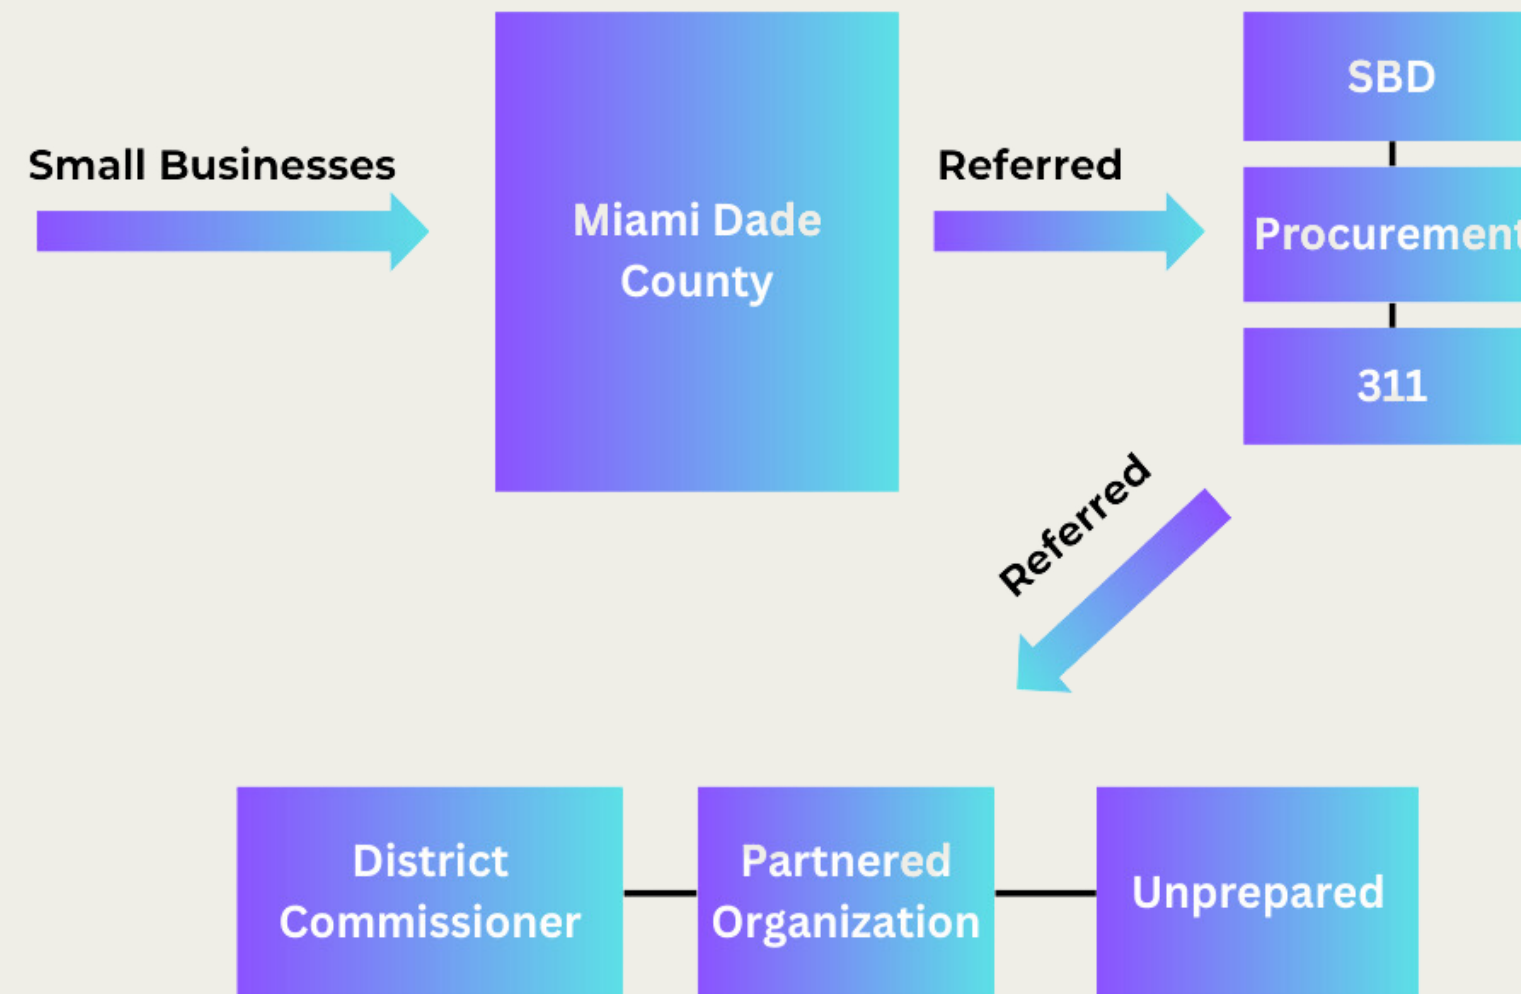 Small Businesses
Miami Dade
County
Referred
SBD
Procurement
311
Referred
District
Commissioner
Partnered
Organization
Unprepared